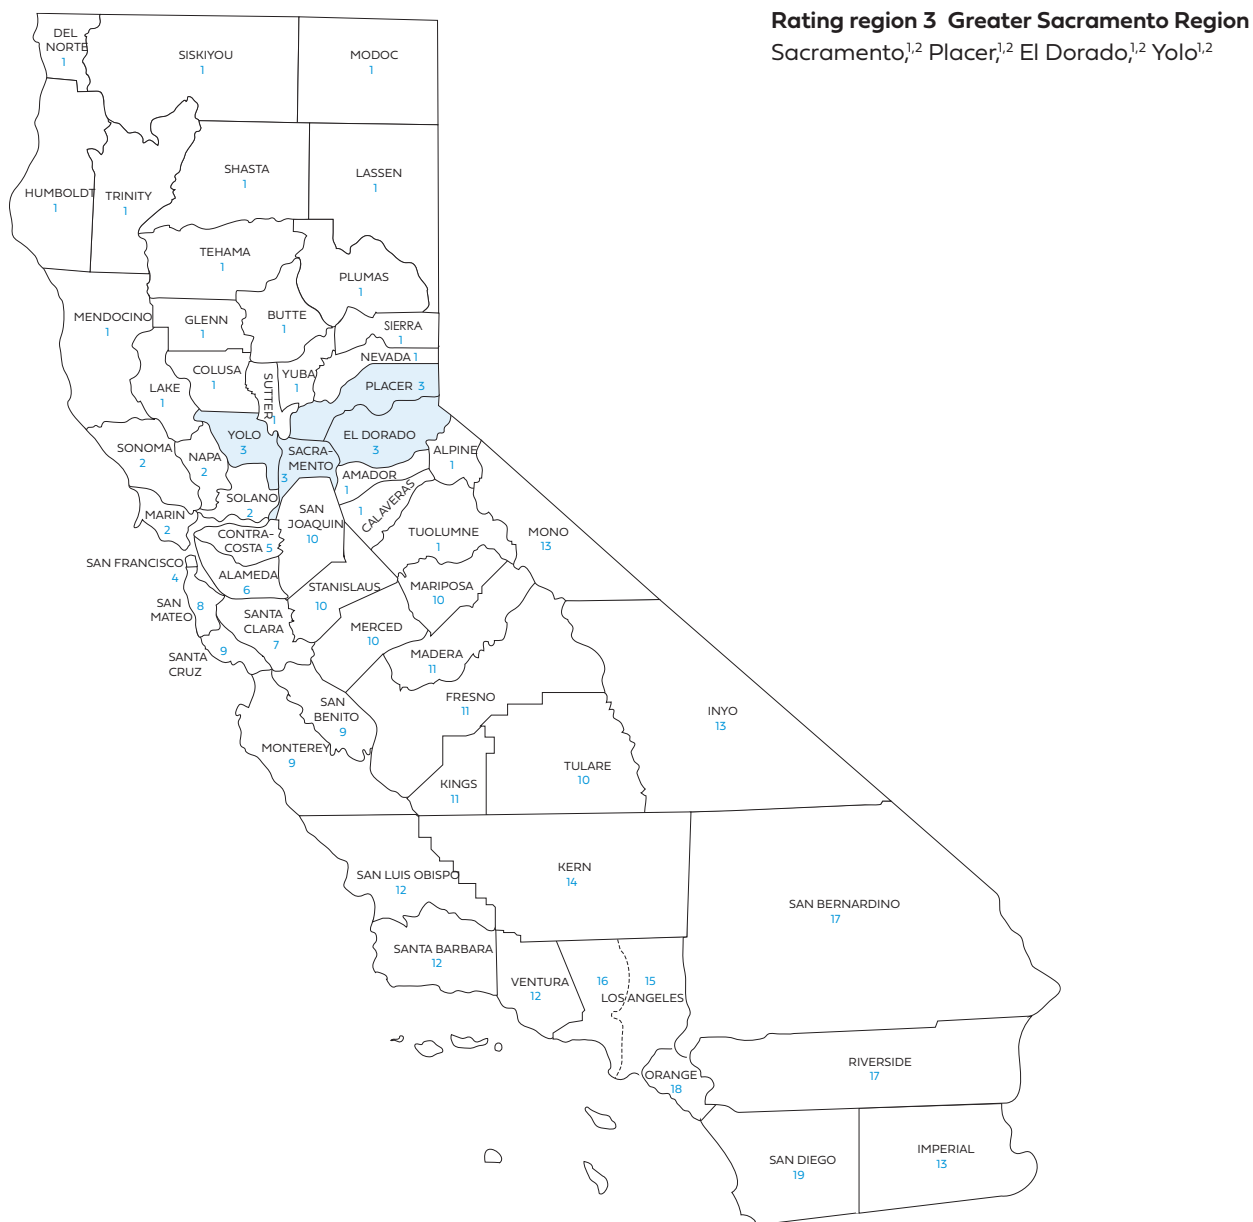 Rating region 3 Greater Sacramento Region
Sacramento,1,2 Placer,1,2 El Dorado,1,2 Yolo1,2
DEL
NORTE
1
SISKIYOU
1
MODOC
1
HUMBOLDT
1
TRINITY
1
SHASTA
1
LASSEN
1
TEHAMA
1
PLUMAS
1
MENDOCINO
1
GLENN
1
BUTTE
1
SIERRA
1
NEVADA 1
COLUSA
1
SUTTER
1
YUBA
1
PLACER 3
LAKE
1
YOLO
3
EL DORADO
3
SACRA-
MENTO
3
SONOMA
2
NAPA
2
ALPINE
1
AMADOR
1
SOLANO
2
CALAVERAS
1
MARIN
2
SAN
JOAQUIN
10
CONTRA-
COSTA 5
TUOLUMNE
1
MONO
13
SAN FRANCISCO
4
ALAMEDA
6
STANISLAUS
10
MARIPOSA
10
SAN
MATEO
8
SANTA
CLARA
7
MERCED
10
SANTA
CRUZ
9
MADERA
11
FRESNO
11
SAN
BENITO
9
INYO
13
MONTEREY
9
KINGS
11
TULARE
10
SAN LUIS OBISPO
12
KERN
14
SAN BERNARDINO
17
SANTA BARBARA
12
VENTURA
12
16
15
LOS ANGELES
ORANGE
18
RIVERSIDE
17
SAN DIEGO
19
IMPERIAL
13